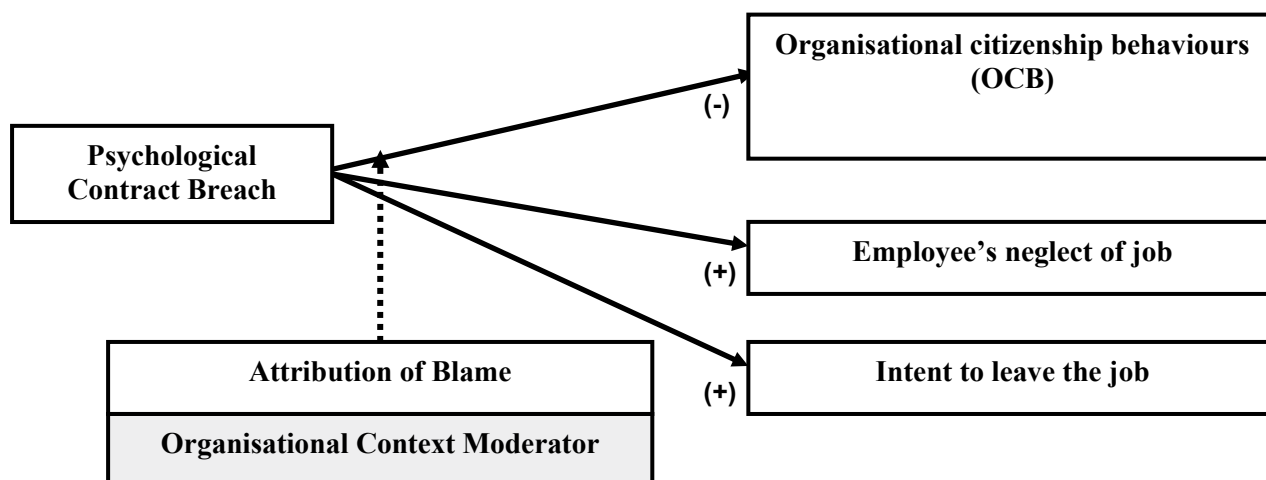 Organisational citizenship behaviours
(OCB)
(-)
Psychological
Contract Breach
Employee’s neglect of job
(+)
Attribution of Blame
Intent to leave the job
(+)
Organisational Context Moderator